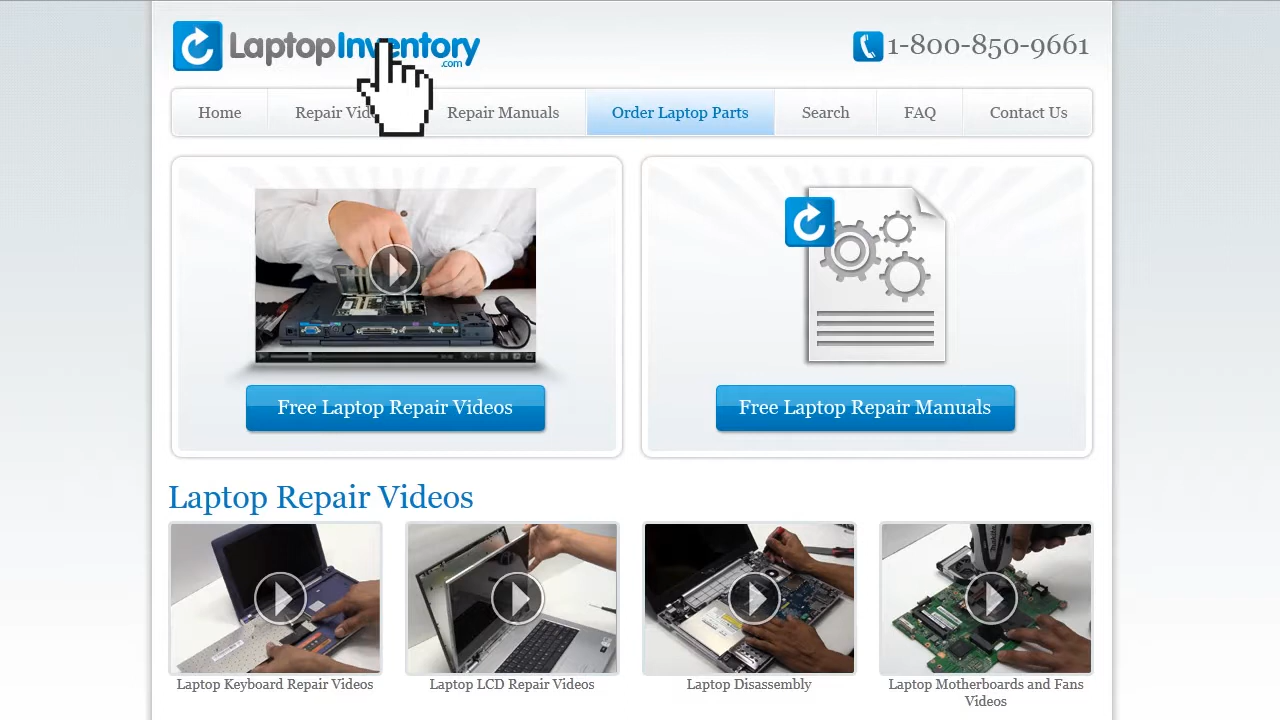 LaptopInventory
.com
1-800-850-9661
Home
Repair
Repair Manuals
Order Laptop Parts
Search
FAQ
Contact Us
Free Laptop Repair Videos
Free Laptop Repair Manuals
Laptop Repair Videos
Laptop Keyboard Repair Videos
Laptop LCD Repair Videos
Laptop Disassembly
Laptop Motherboards and Fans
Videos